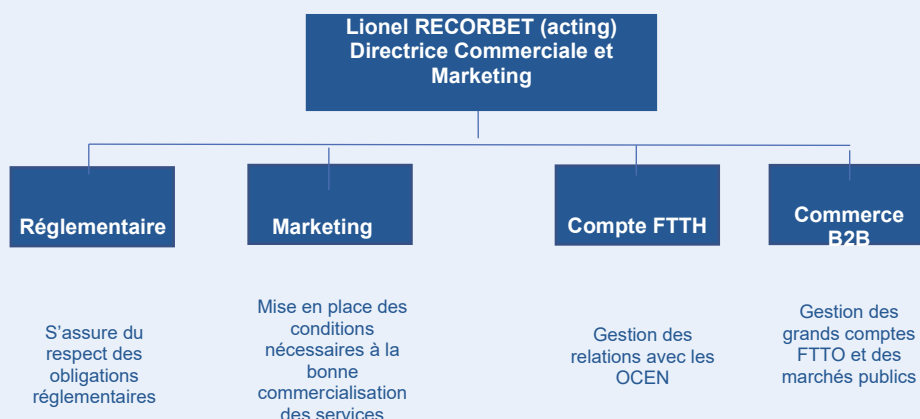 Lionel RECORBET (acting)
Directrice Commerciale et
Marketing
Réglementaire
Marketing
Compte FTTH
Commerce
B2B
S’assure du
respect des
obligations
réglementaires
Mise en place des
conditions
nécessaires à la
bonne
commercialisation
des services
Gestion des
relations avec les
OCEN
Gestion des
grands comptes
FTTO et des
marchés publics